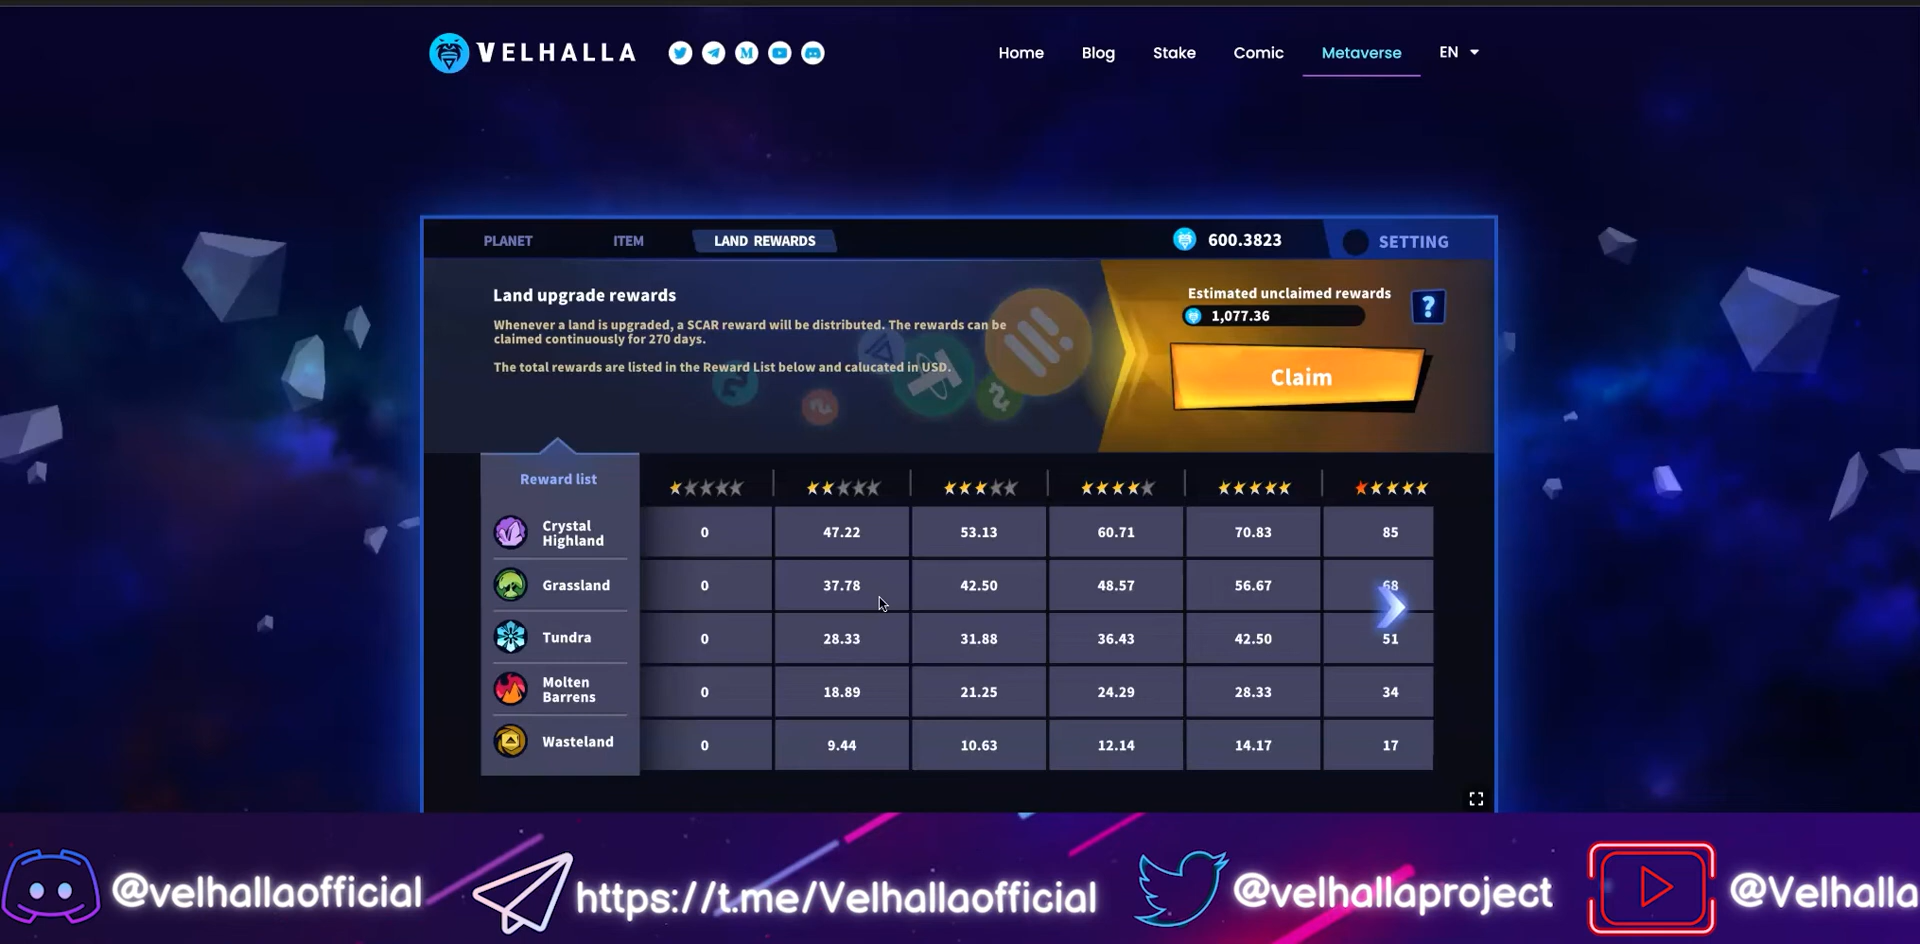 VELHALLA
Home Blog Stake Comic Metaverse EN
PLANET ITEM LAND REWARDS 600.3823 SETTING
Land upgrade rewards
Whenever a land is upgraded, a SCAR reward will be distributed. The rewards can be
claimed continuously for 270 days.
The total rewards are listed in the Reward List below and calucated in USD.
Estimated unclaimed rewards ?
1,077.36
Claim
Reward list
Crystal
Highland 0 47.22 53.13 60.71 70.83 85
Grassland 0 37.78 42.50 48.57 56.67 68
Tundra 0 28.33 31.88 36.43 42.50 51
Molten
Barrens 0 18.89 21.25 24.29 28.33 34
Wasteland 0 9.44 10.63 12.14 14.17 17
@velhallaofficial https://t.me/Velhallaofficial @velhallaproject @Velhalla